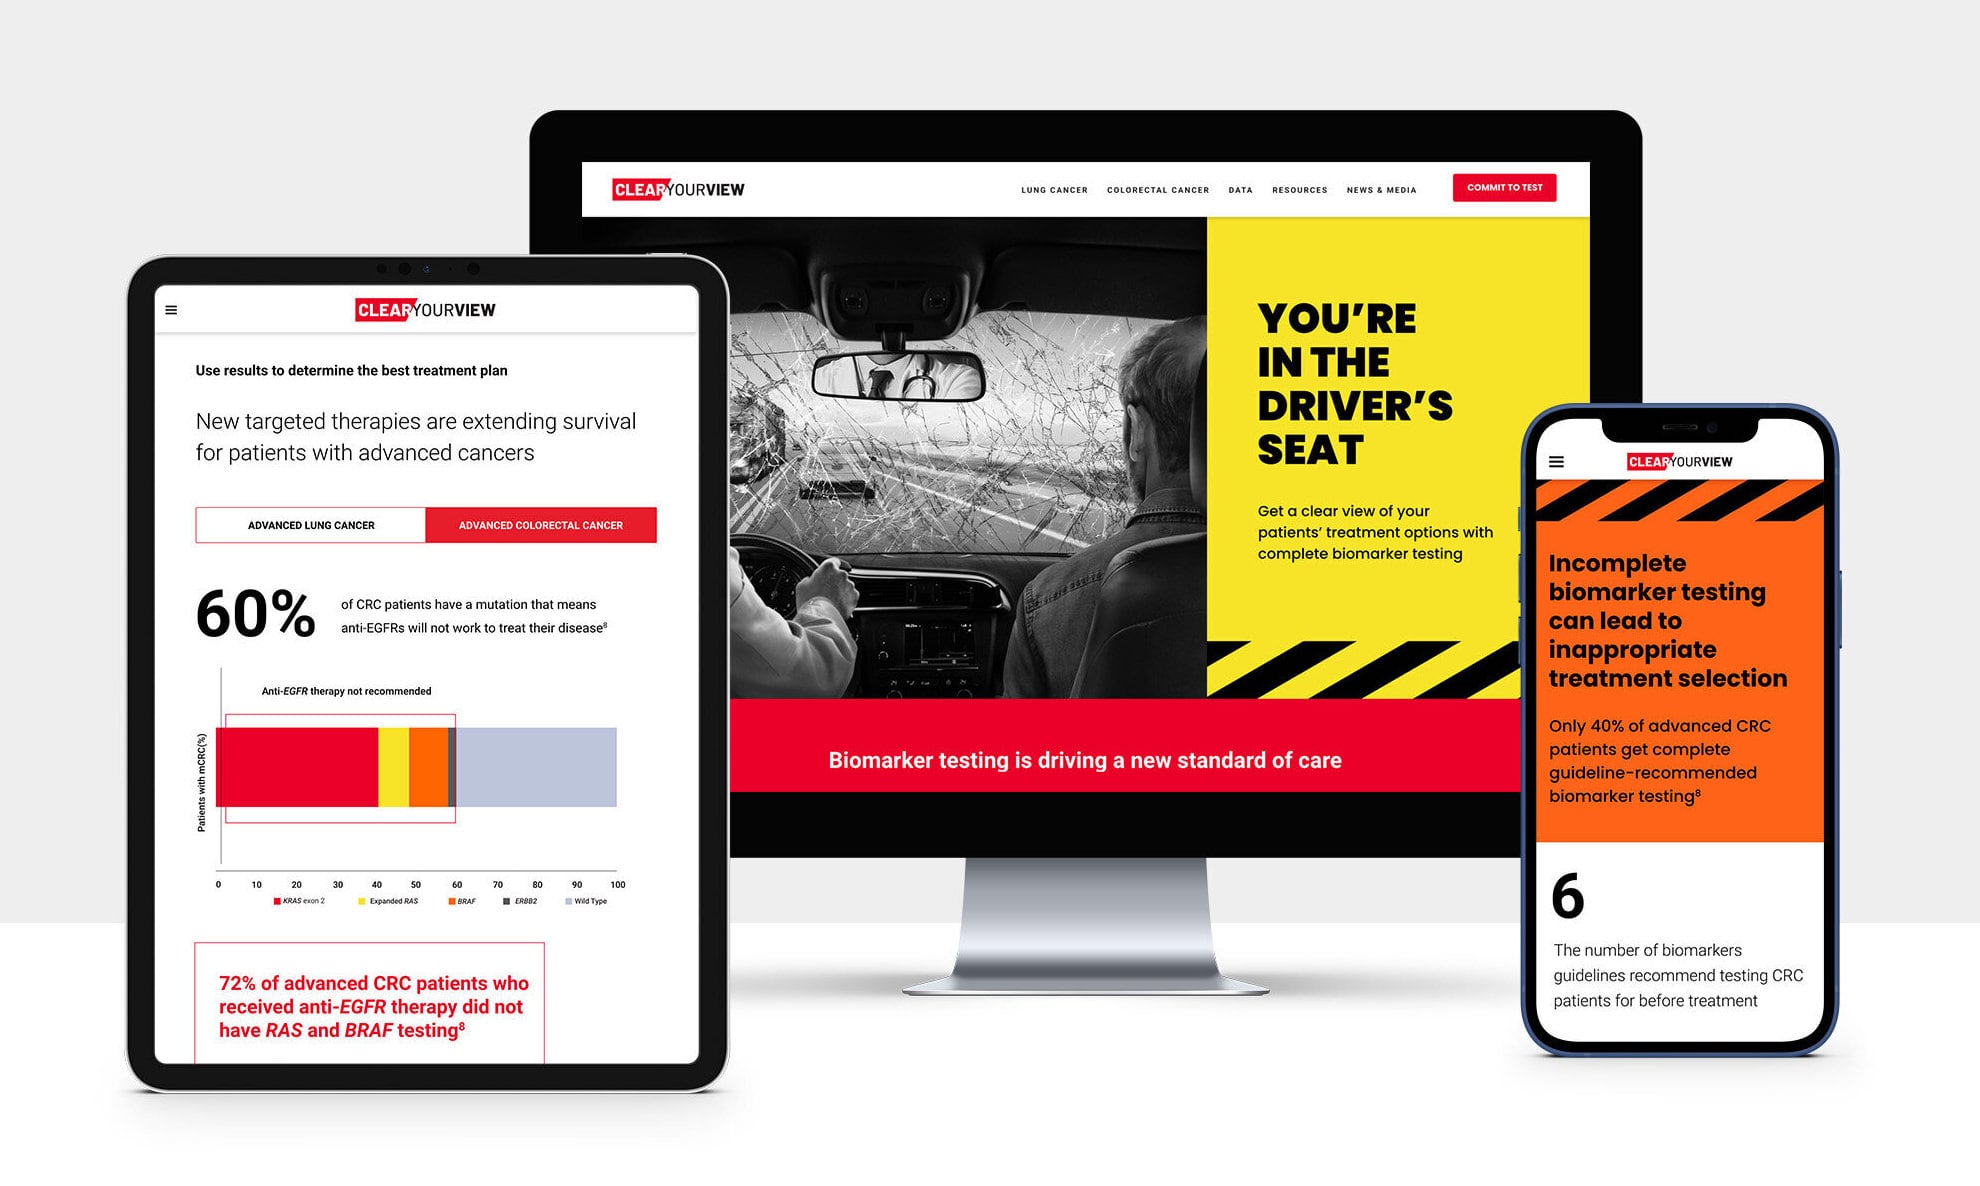 CLEARYOURVIEW
Use results to determine the best treatment plan
New targeted therapies are extending survival
for patients with advanced cancers
ADVANCED LUNG CANCER
ADVANCED COLORECTAL CANCER
60%
of CRC patients have a mutation that means
anti-EGFRs will not work to treat their disease⁸
Anti-EGFR therapy not recommended
Patients with mCRC(%)
0 10 20 30 40 50 60 70 80 90 100
KRAS exon 2 Expanded RAS BRAF ERBB2 Wild Type
72% of advanced CRC patients who
received anti-EGFR therapy did not
have RAS and BRAF testing⁸
CLEARYOURVIEW
LUNG CANCER COLORECTAL CANCER DATA RESOURCES NEWS & MEDIA
COMMIT TO TEST
YOU’RE
IN THE
DRIVER’S
SEAT
Get a clear view of your
patients’ treatment options with
complete biomarker testing
Biomarker testing is driving a new standard of care
CLEARYOURVIEW
Incomplete
biomarker testing
can lead to
inappropriate
treatment selection
Only 40% of advanced CRC
patients get complete
guideline-recommended
biomarker testing⁸
6
The number of biomarkers
guidelines recommend testing CRC
patients for before treatment